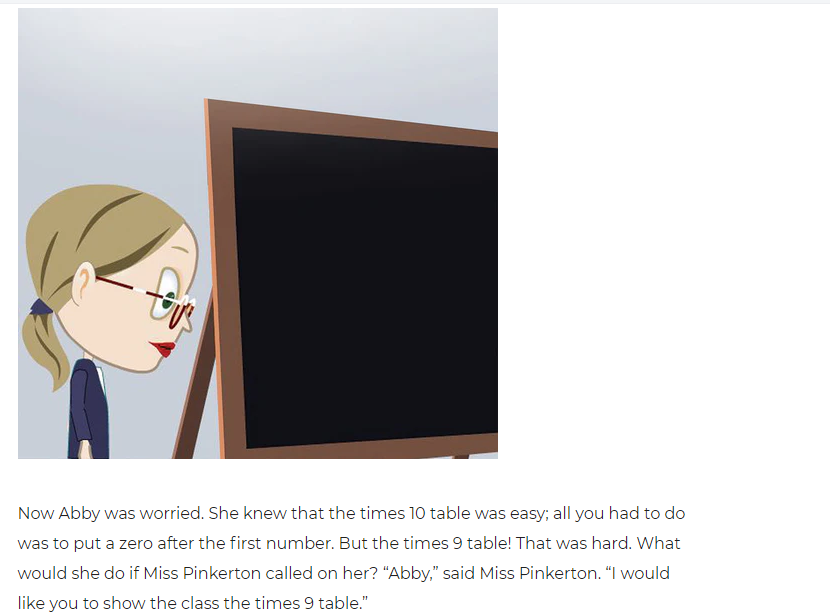 Now Abby was worried. She knew that the times 10 table was easy; all you had to do
was to put a zero after the first number. But the times 9 table! That was hard. What
would she do if Miss Pinkerton called on her? “Abby,” said Miss Pinkerton. “I would
like you to show the class the times 9 table.”